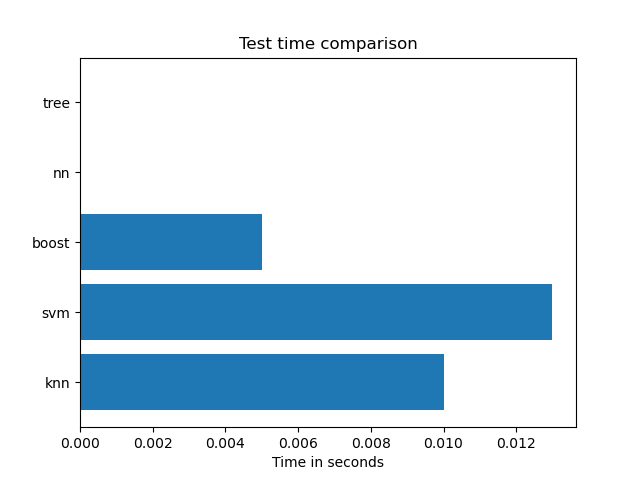 Test time comparison
tree
nn
boost
svm
knn
0.000 0.002 0.004 0.006 0.008 0.010 0.012
Time in seconds